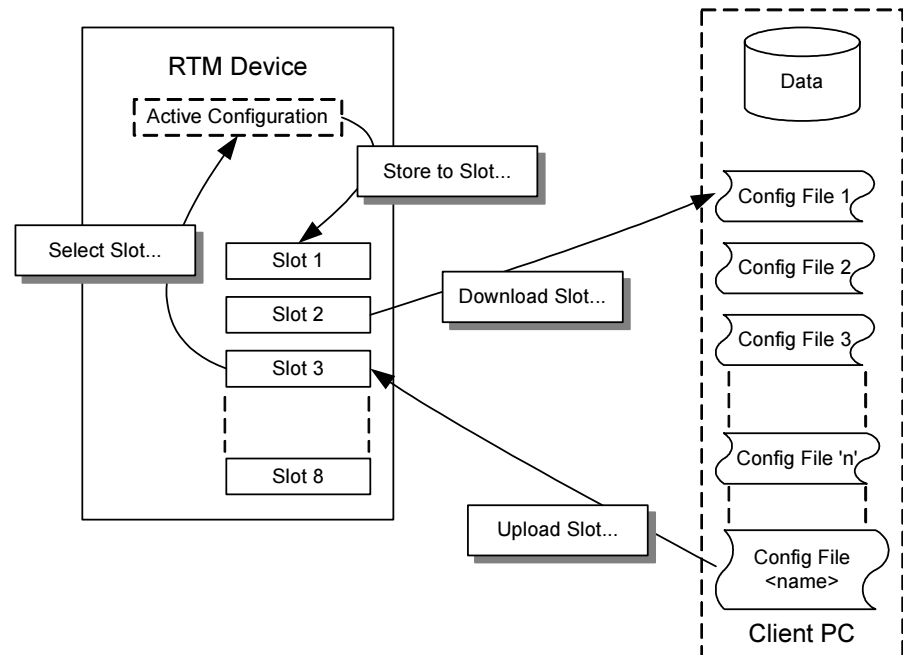 RTM Device
Active Configuration
Store to Slot...
Select Slot...
Slot 1
Slot 2
Download Slot...
Slot 3
Slot 8
Upload Slot...
Data
Config File 1
Config File 2
Config File 3
Config File 'n'
Config File
<name>
Client PC